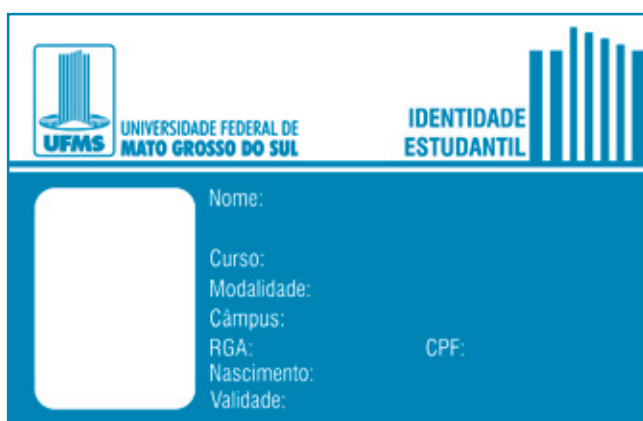 UFMS
UNIVERSIDADE FEDERAL DE
MATO GROSSO DO SUL
IDENTIDADE
ESTUDANTIL
Nome:
Curso:
Modalidade:
Câmpus:
RGA: CPF:
Nascimento:
Validade: